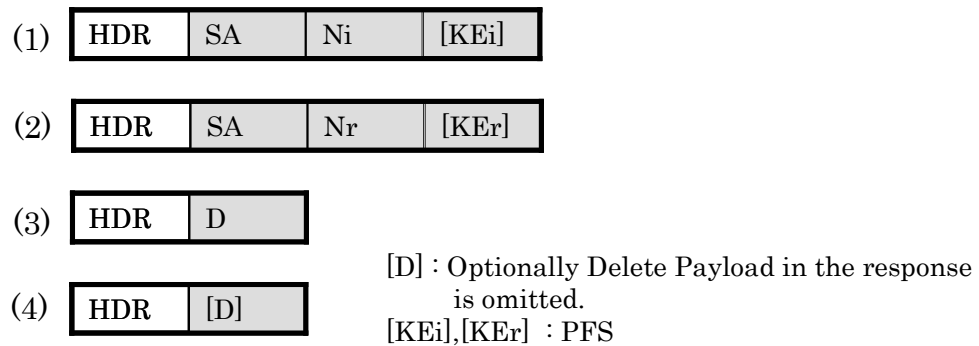 (1) HDR SA Ni [KEi]
(2) HDR SA Nr [KEr]
(3) HDR D
(4) HDR [D]
[D] : Optionally Delete Payload in the response
is omitted.
[KEi],[KEr] : PFS